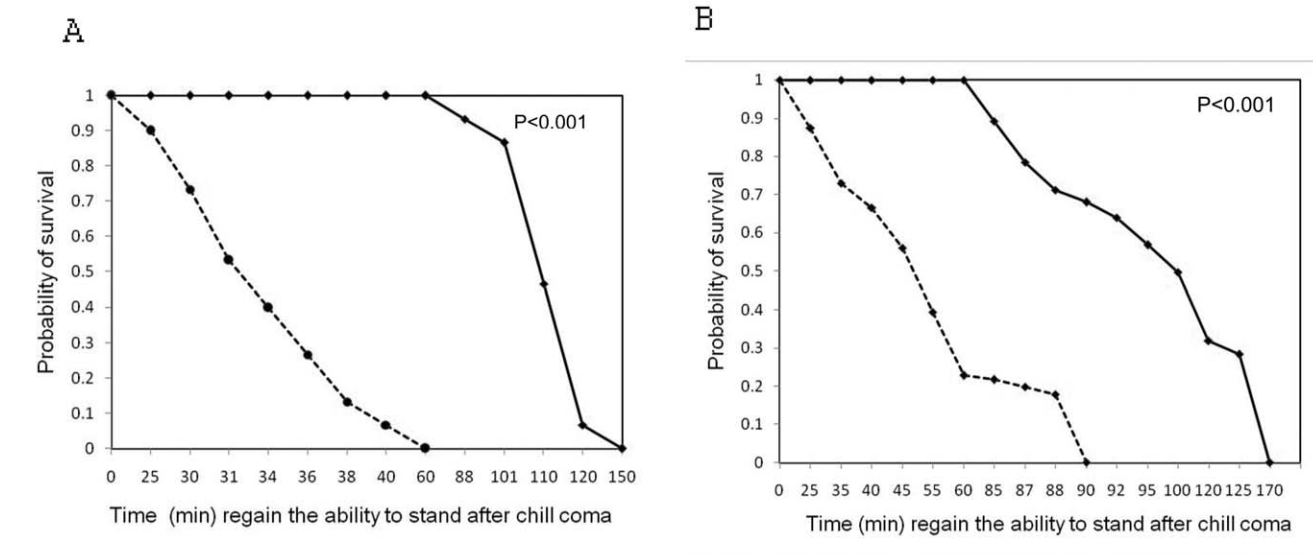 A
Probability of survival
1
0.9
0.8
0.7
0.6
0.5
0.4
0.3
0.2
0.1
0
P<0.001
0 25 30 31 34 36 38 40 60 88 101 110 120 150
Time (min) regain the ability to stand after chill coma
B
Probability of survival
1
0.9
0.8
0.7
0.6
0.5
0.4
0.3
0.2
0.1
0
P<0.001
0 25 35 40 45 55 60 85 87 88 90 92 95 100 120 125 170
Time (min) regain the ability to stand after chill coma